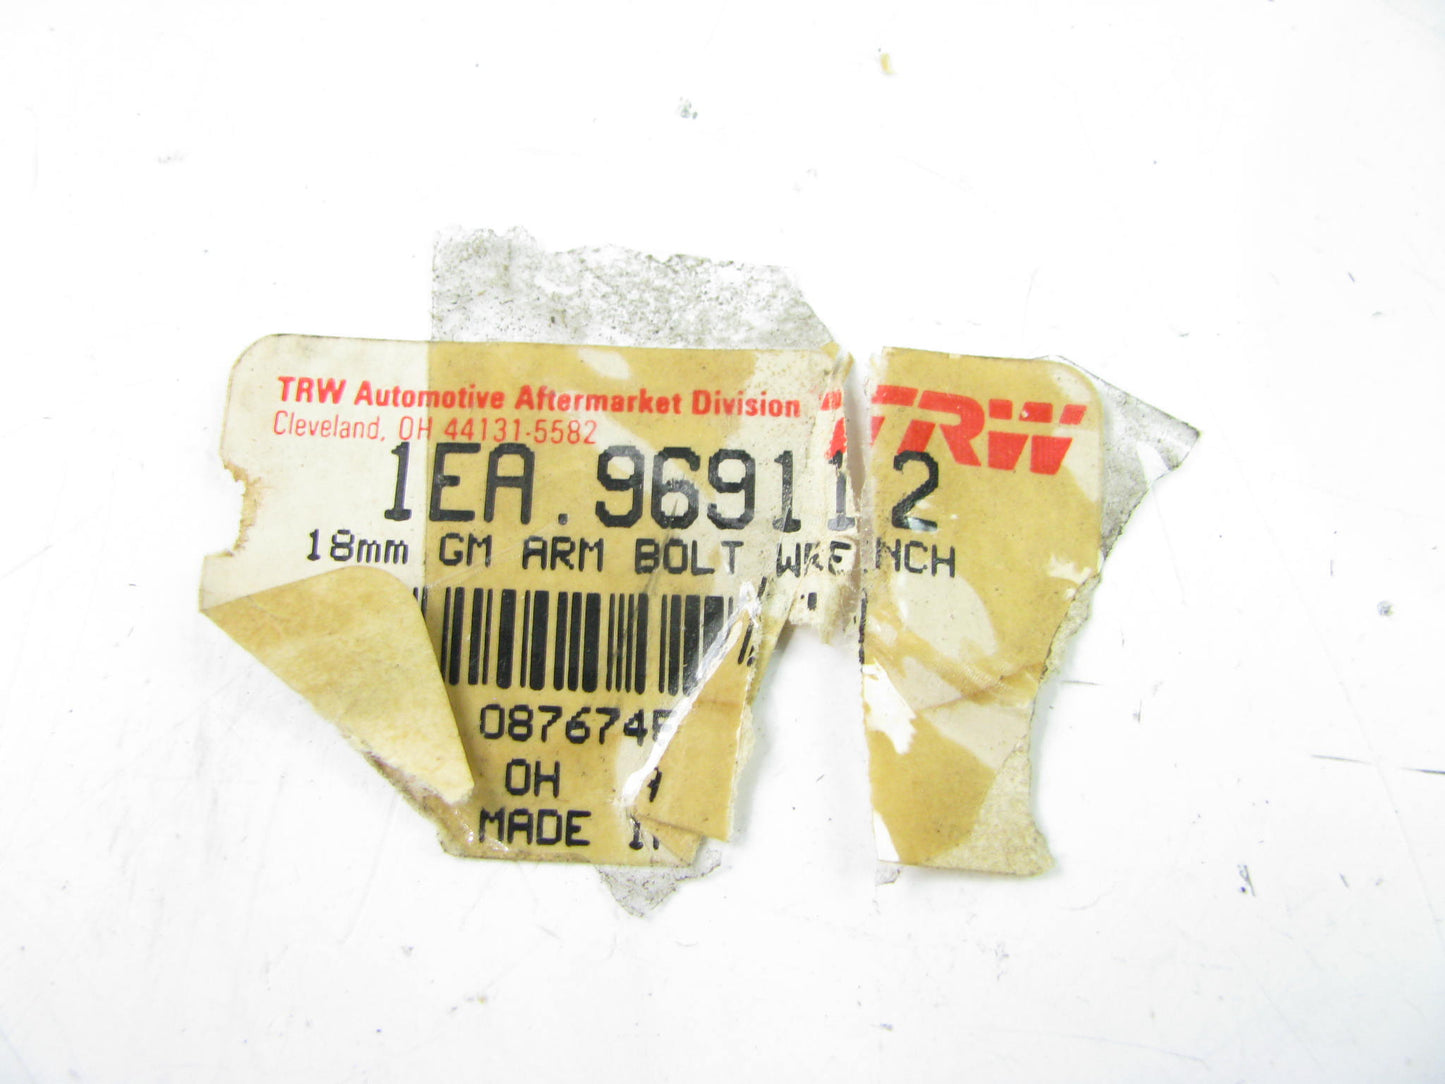 TRW Automotive Aftermarket Division
TRW
Cleveland, OH 44131-5582
1EA. 969112
18mm GM ARM BOLT WRENCH
OH
MADE